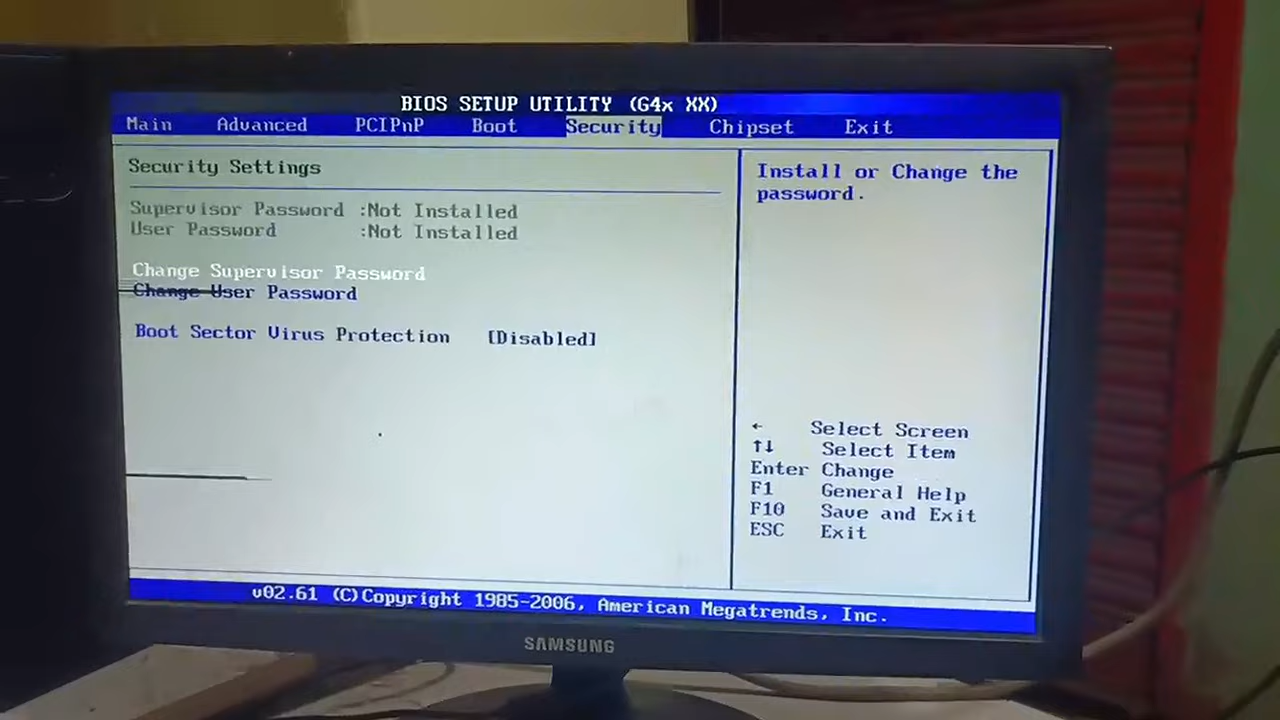 BIOS SETUP UTILITY (G4x XX)
Main Advanced PCIPnP Boot Security Chipset Exit
Security Settings
Supervisor Password :Not Installed
User Password :Not Installed
Change Supervisor Password
Change User Password
Boot Sector Virus Protection [Disabled]
Install or Change the
password.
← Select Screen
↑↓ Select Item
Enter Change
F1 General Help
F10 Save and Exit
ESC Exit
v02.61 (C)Copyright 1985-2006, American Megatrends, Inc.
SAMSUNG